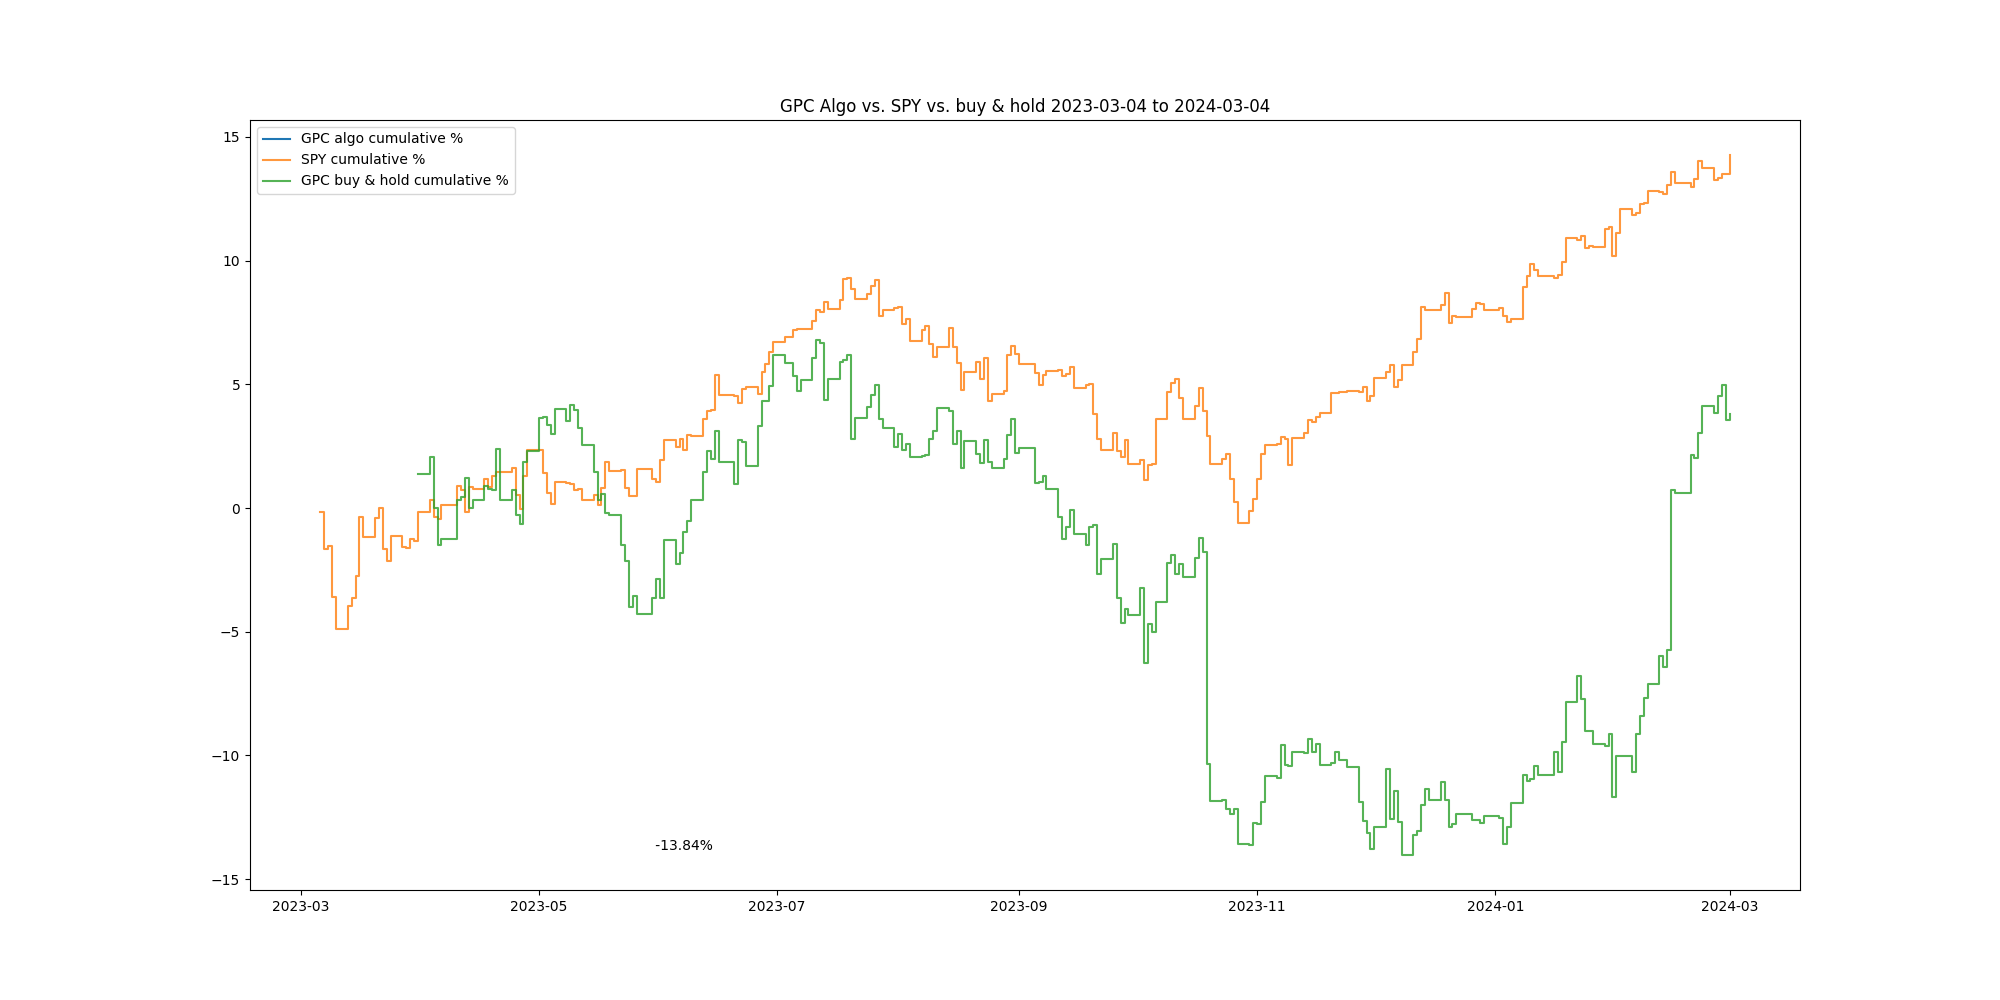 GPC Algo vs. SPY vs. buy & hold 2023-03-04 to 2024-03-04
GPC algo cumulative %
SPY cumulative %
GPC buy & hold cumulative %
15
10
5
0
−5
−10
−15
-13.84%
2023-03 2023-05 2023-07 2023-09 2023-11 2024-01 2024-03